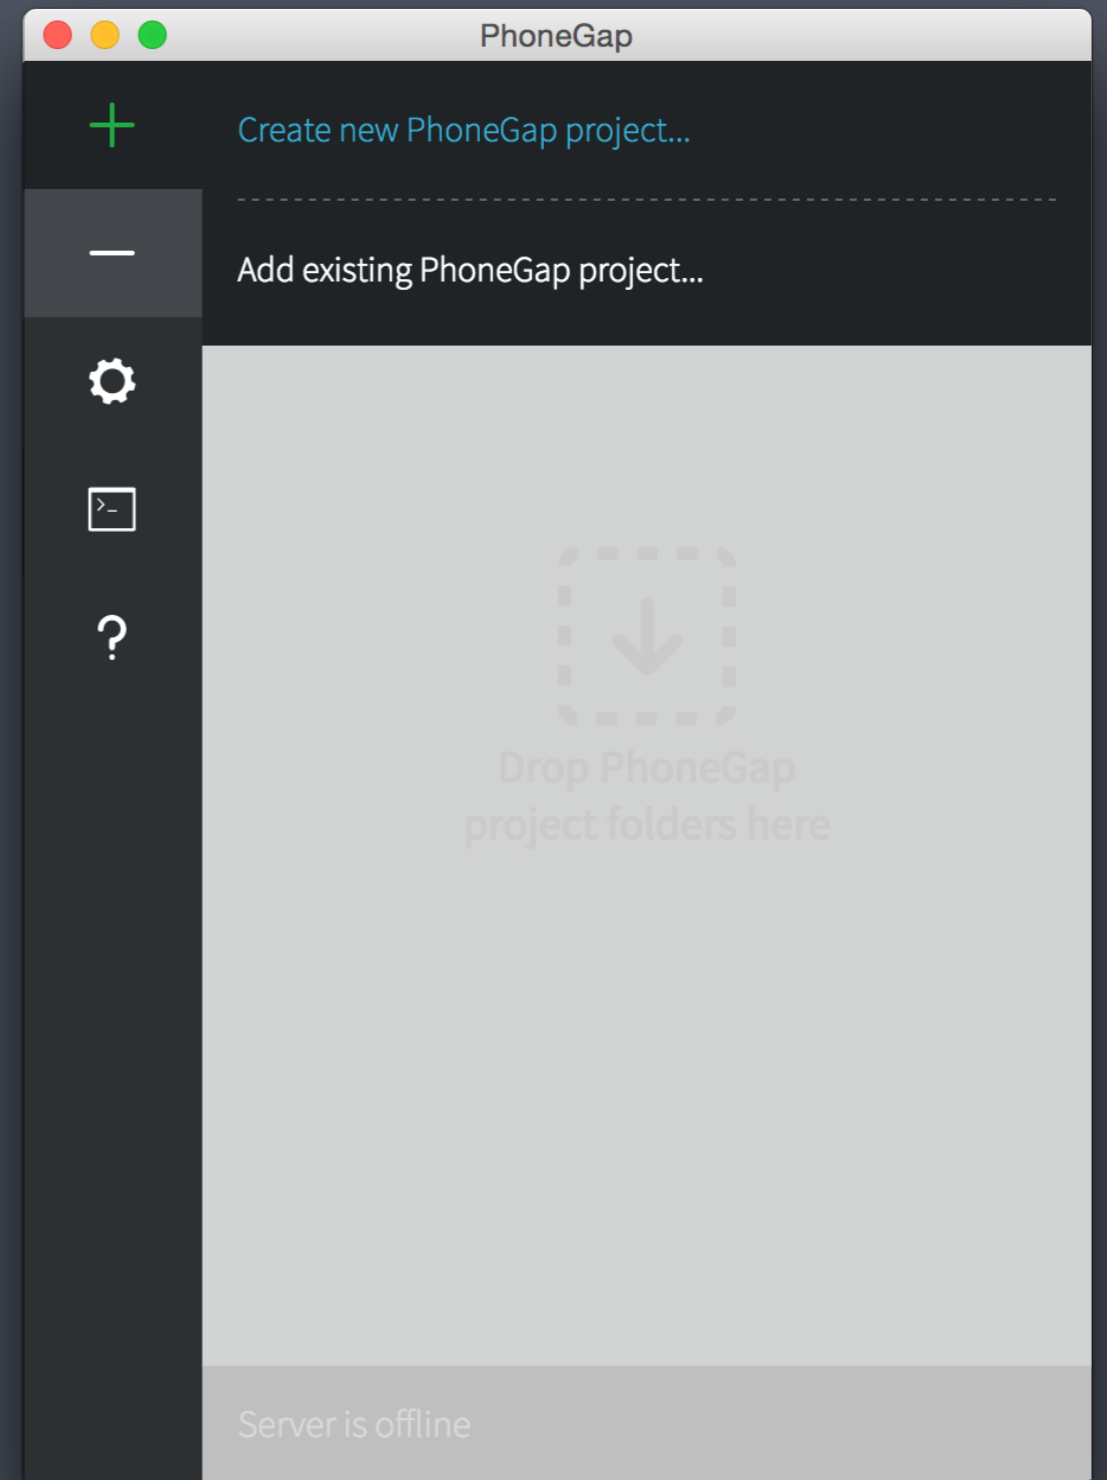 PhoneGap
Create new PhoneGap project...
Add existing PhoneGap project...
>_
?
Drop PhoneGap
project folders here
Server is offline